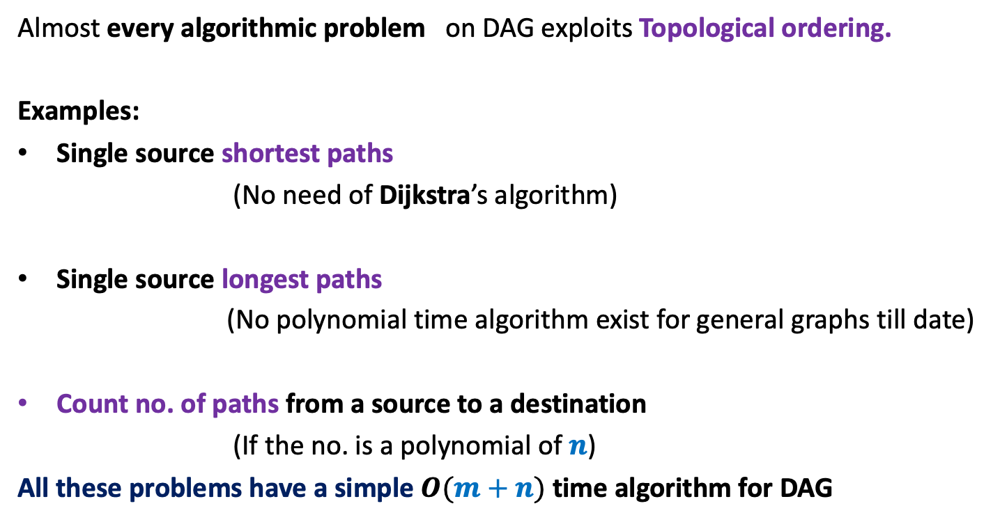 Almost every algorithmic problem on DAG exploits Topological ordering.
Examples:
• Single source shortest paths
(No need of Dijkstra’s algorithm)
• Single source longest paths
(No polynomial time algorithm exist for general graphs till date)
• Count no. of paths from a source to a destination
(If the no. is a polynomial of n)
All these problems have a simple O(m + n) time algorithm for DAG